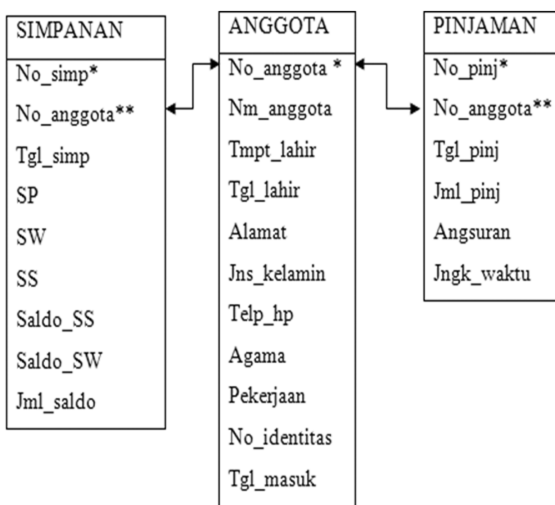 SIMPANAN
No_simp*
No_anggota**
Tgl_simp
SP
SW
SS
Saldo_SS
Saldo_SW
Jml_saldo
ANGGOTA
No_anggota *
Nm_anggota
Tmpt_lahir
Tgl_lahir
Alamat
Jns_kelamin
Telp_hp
Agama
Pekerjaan
No_identitas
Tgl_masuk
PINJAMAN
No_pinj*
No_anggota**
Tgl_pinj
Jml_pinj
Angsuran
Jngk_waktu